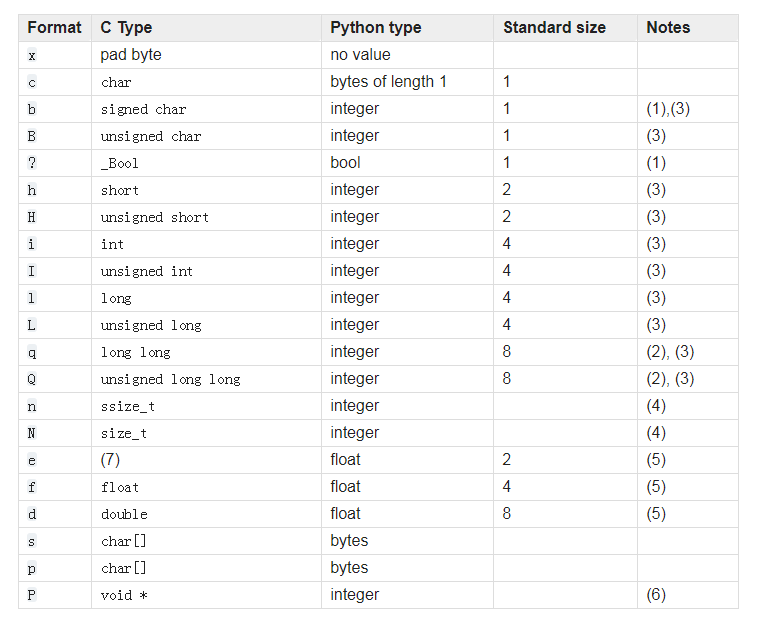 Format C Type Python type Standard size Notes
x pad byte no value
c char bytes of length 1 1
b signed char integer 1 (1),(3)
B unsigned char integer 1 (3)
? _Bool bool 1 (1)
h short integer 2 (3)
H unsigned short integer 2 (3)
i int integer 4 (3)
I unsigned int integer 4 (3)
l long integer 4 (3)
L unsigned long integer 4 (3)
q long long integer 8 (2), (3)
Q unsigned long long integer 8 (2), (3)
n ssize_t integer (4)
N size_t integer (4)
e (7) float 2 (5)
f float float 4 (5)
d double float 8 (5)
s char[] bytes
p char[] bytes
P void * integer (6)